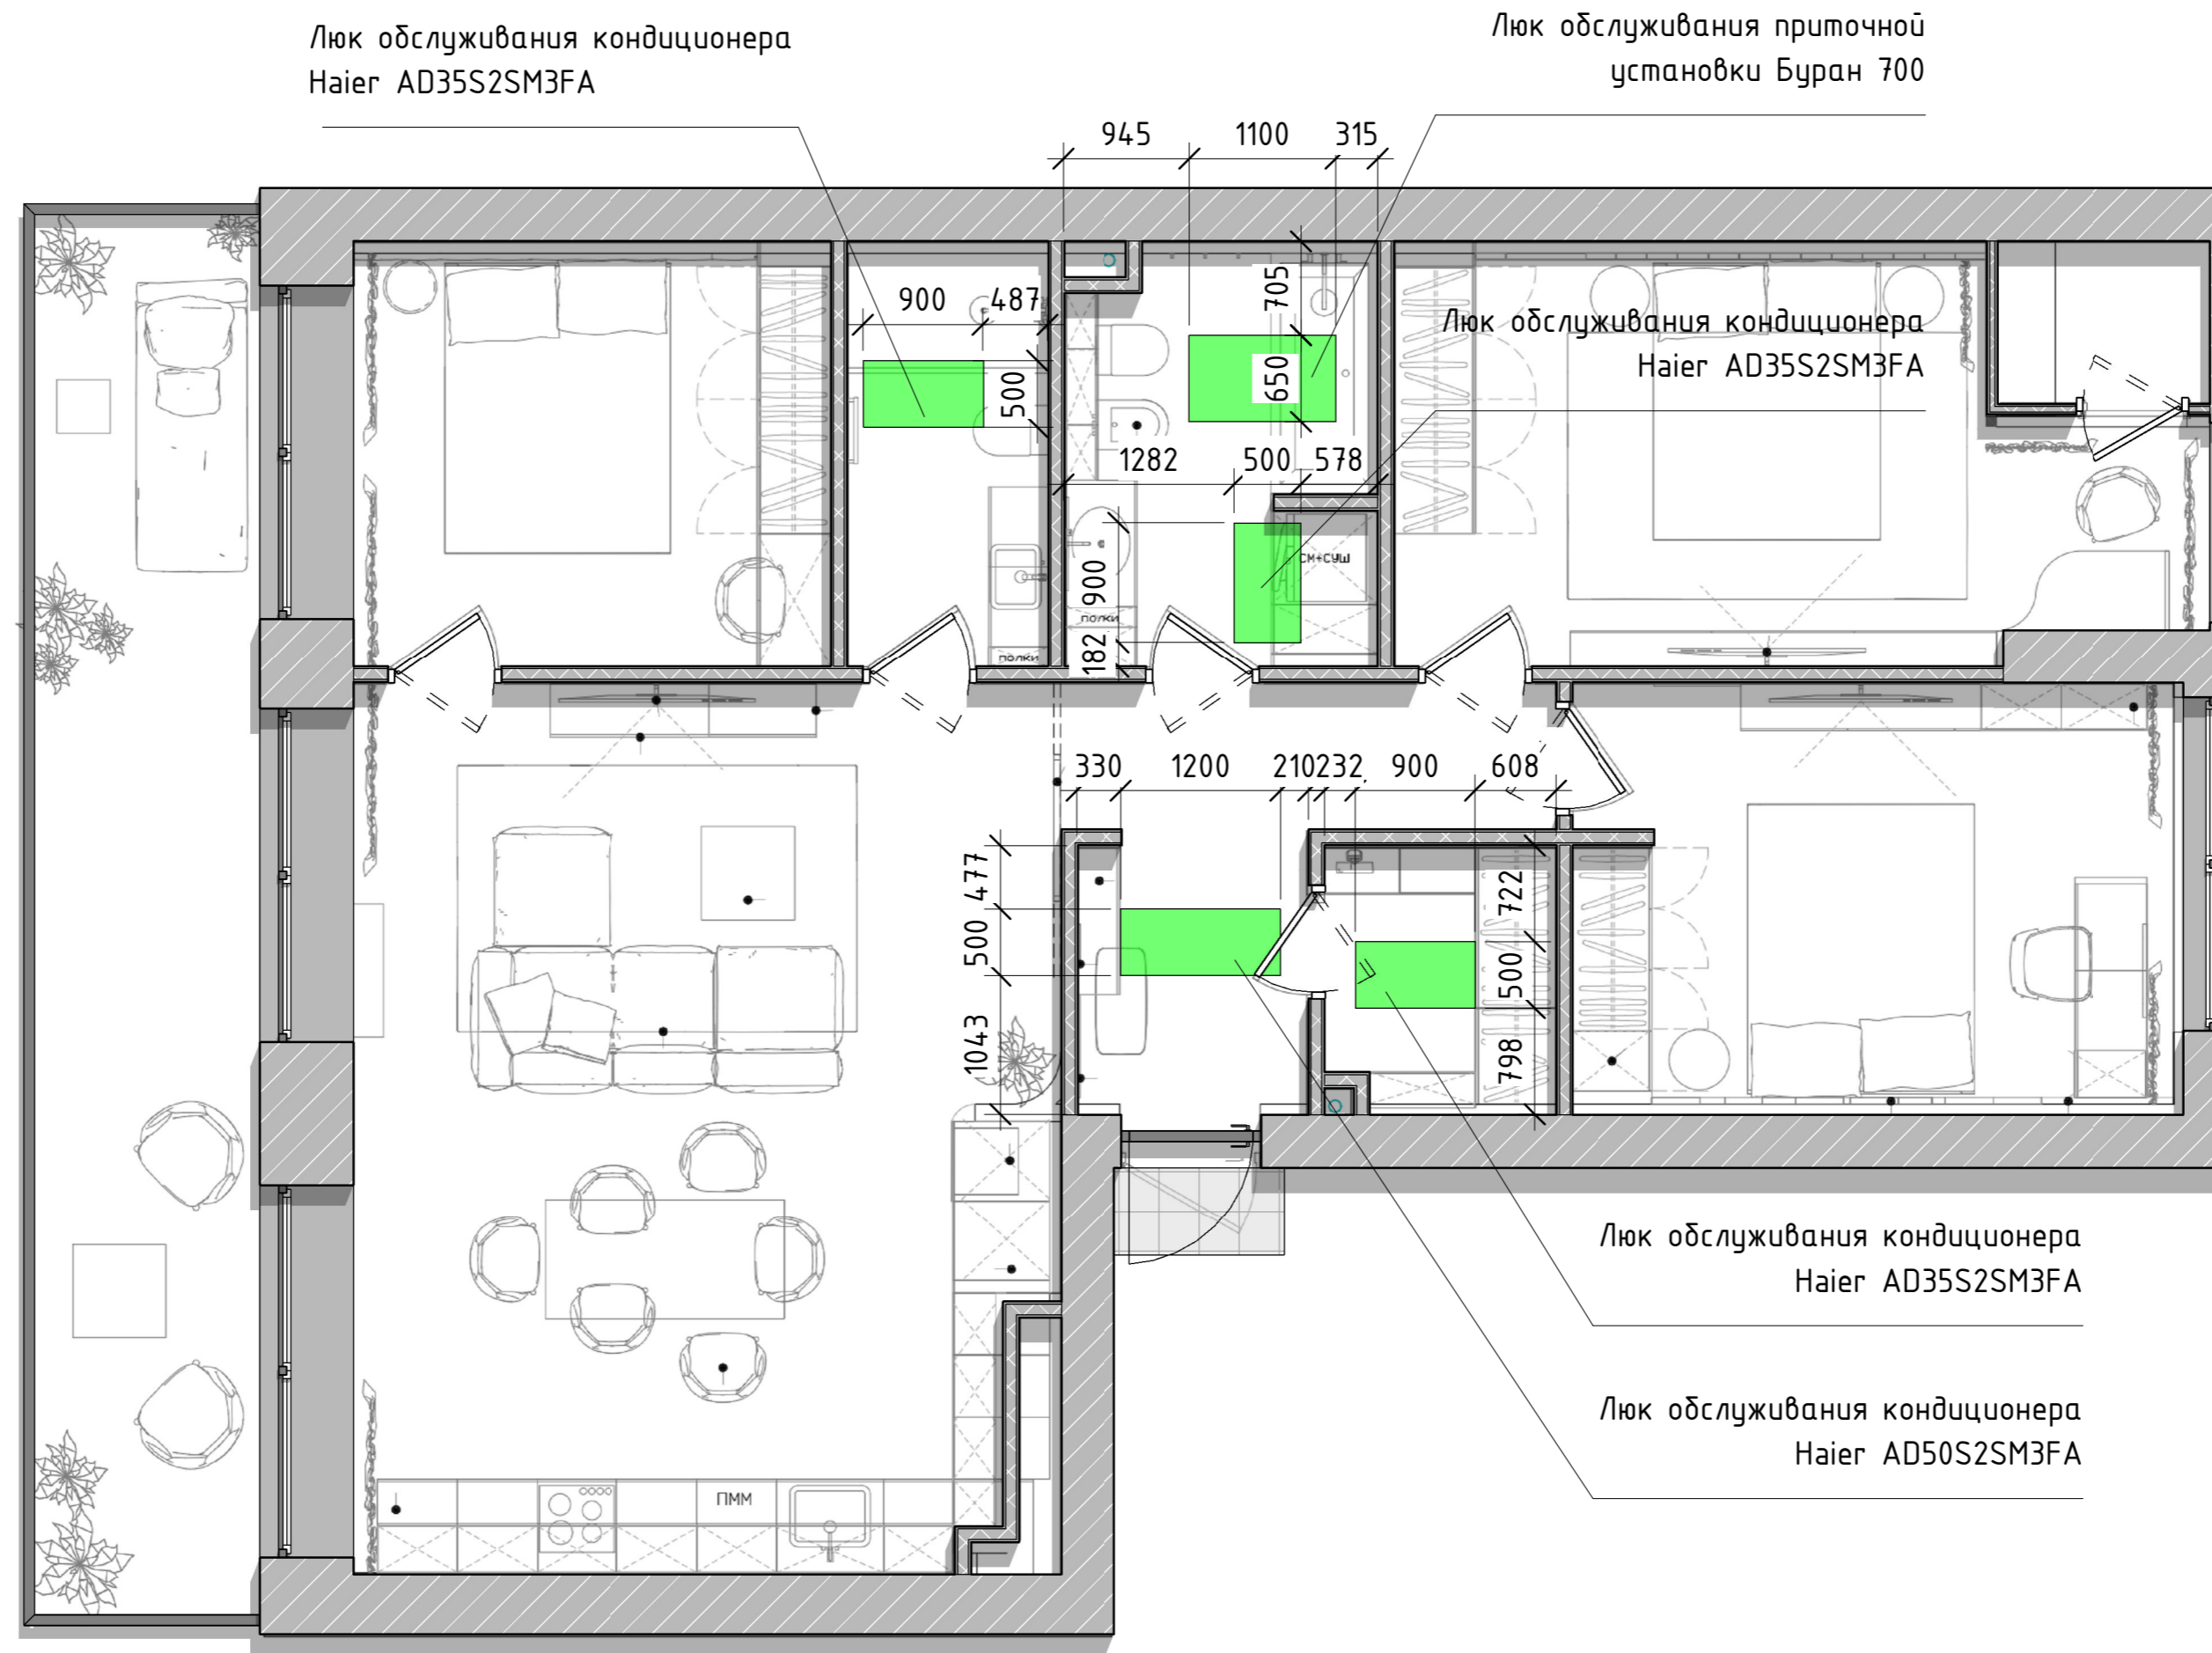 Люк обслуживания кондиционера
Haier AD35S2SM3FA
Люк обслуживания приточной
установки Буран 700
945 1100 315
900 487
500
705
650
Люк обслуживания кондиционера
Haier AD35S2SM3FA
1282 500 578
900
182
СМ+СУШ
полки
полки
330 1200 210 232 900 608
477
500
1043
722
500
798
ПММ
Люк обслуживания кондиционера
Haier AD35S2SM3FA
Люк обслуживания кондиционера
Haier AD50S2SM3FA